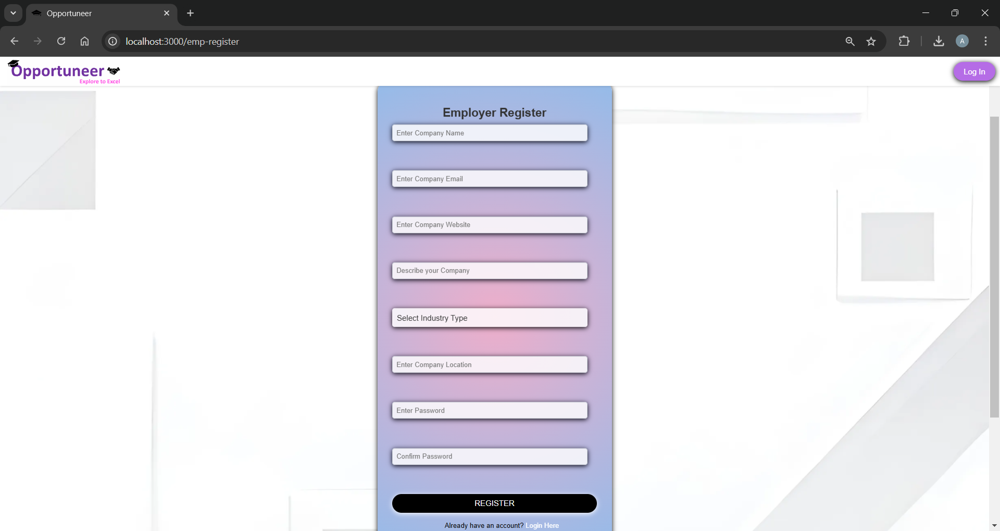 Opportuneer
localhost:3000/emp-register
A
Opportuneer
Explore to Excel
Log In
Employer Register
Enter Company Name
Enter Company Email
Enter Company Website
Describe your Company
Select Industry Type
Enter Company Location
Enter Password
Confirm Password
REGISTER
Already have an account? Login Here